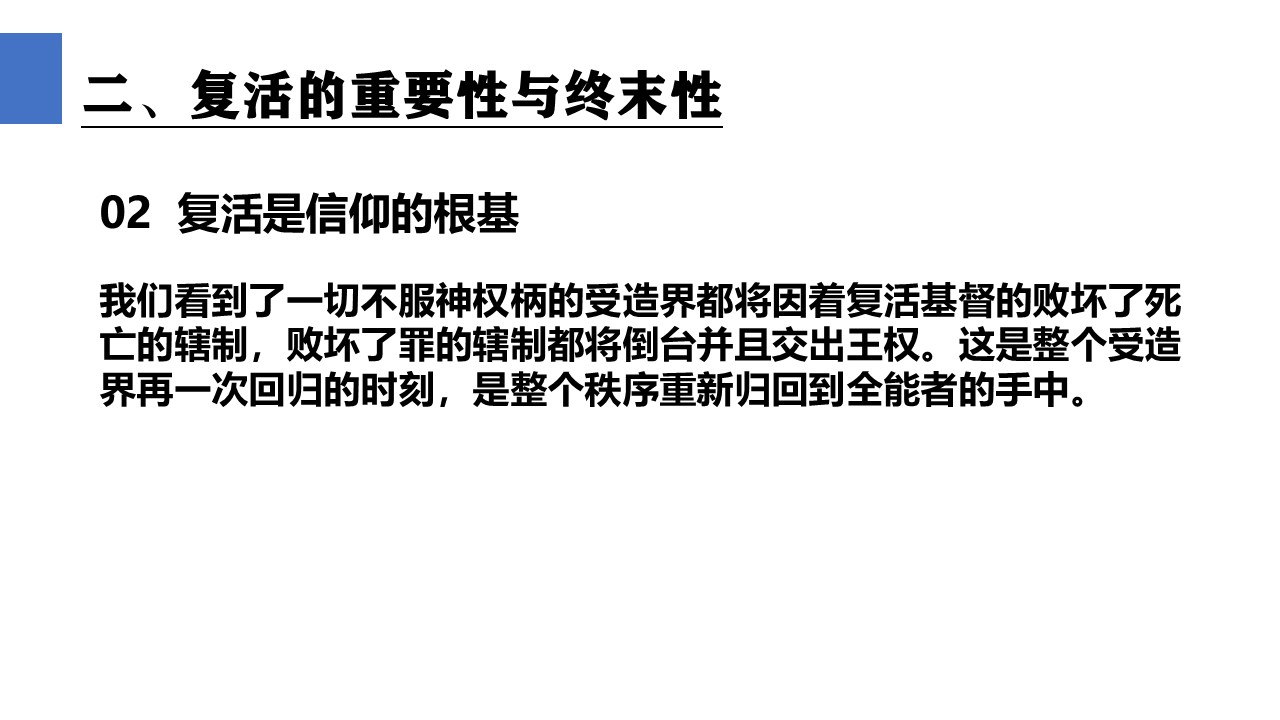 二、复活的重要性与终末性
02 复活是信仰的根基
我们看到了一切不服神权柄的受造界都将因着复活基督的败坏了死
亡的辖制，败坏了罪的辖制都将倒台并且交出王权。这是整个受造
界再一次回归的时刻，是整个秩序重新归回到全能者的手中。